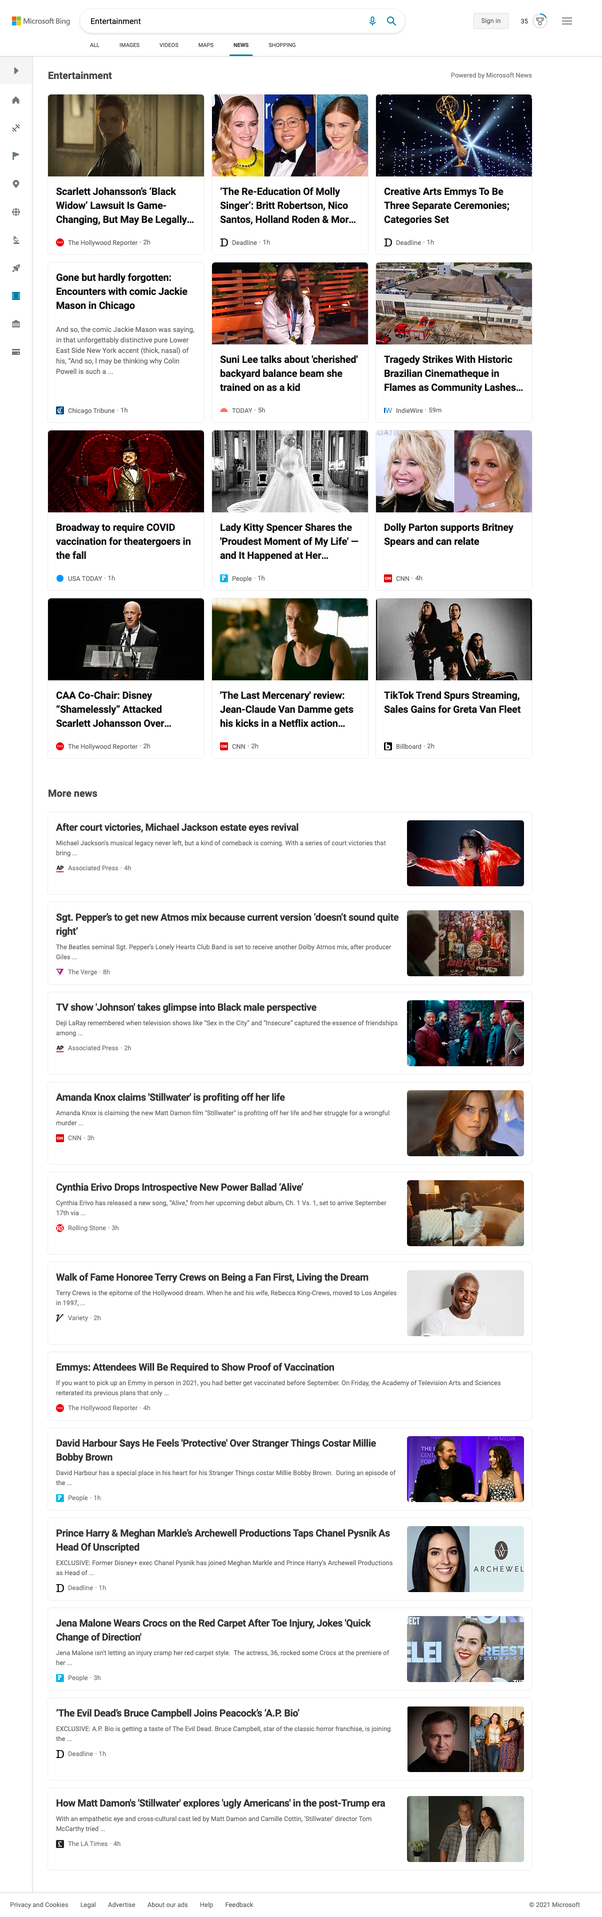 Microsoft Bing
Entertainment
Sign in
35
ALL
IMAGES
VIDEOS
MAPS
NEWS
SHOPPING
Entertainment
Powered by Microsoft News
Scarlett Johansson's 'Black
Widow' Lawsuit Is Game-
Changing, But May Be Legally...
The Hollywood Reporter · 2h
'The Re-Education Of Molly
Singer': Britt Robertson, Nico
Santos, Holland Roden & Mor...
Deadline · 1h
Creative Arts Emmys To Be
Three Separate Ceremonies;
Categories Set
Deadline · 1h
Gone but hardly forgotten:
Encounters with comic Jackie
Mason in Chicago
And so, the comic Jackie Mason was saying,
in that unforgettably distinctive pure Lower
East Side New York accent (thick, nasal) of
his, "And so, I may be thinking why Colin
Powell is such a ...
Chicago Tribune · 1h
Suni Lee talks about 'cherished'
backyard balance beam she
trained on as a kid
TODAY · 5h
Tragedy Strikes With Historic
Brazilian Cinematheque in
Flames as Community Lashes...
IndieWire · 59m
Broadway to require COVID
vaccination for theatergoers in
the fall
USA TODAY · 1h
Lady Kitty Spencer Shares the
'Proudest Moment of My Life' —
and It Happened at Her...
People · 1h
Dolly Parton supports Britney
Spears and can relate
CNN · 4h
CAA Co-Chair: Disney
"Shamelessly" Attacked
Scarlett Johansson Over...
The Hollywood Reporter · 2h
'The Last Mercenary' review:
Jean-Claude Van Damme gets
his kicks in a Netflix action...
CNN · 2h
TikTok Trend Spurs Streaming,
Sales Gains for Greta Van Fleet
Billboard · 2h
More news
After court victories, Michael Jackson estate eyes revival
Michael Jackson's musical legacy never left, but a kind of comeback is coming. With a series of court victories that
bring ...
AP Associated Press · 4h
Sgt. Pepper's to get new Atmos mix because current version 'doesn't sound quite
right'
The Beatles seminal Sgt. Pepper's Lonely Hearts Club Band is set to receive another Dolby Atmos mix, after producer
Giles ...
The Verge · 8h
TV show 'Johnson' takes glimpse into Black male perspective
Deji LaRay remembered when television shows like "Sex in the City" and "Insecure" captured the essence of friendships
among ...
AP Associated Press · 2h
Amanda Knox claims 'Stillwater' is profiting off her life
Amanda Knox is claiming the new Matt Damon film "Stillwater" is profiting off her life and her struggle for a wrongful
murder ...
CNN · 3h
Cynthia Erivo Drops Introspective New Power Ballad 'Alive'
Cynthia Erivo has released a new song, "Alive," from her upcoming debut album, Ch. 1 Vs. 1, set to arrive September
17th via ...
Rolling Stone · 3h
Walk of Fame Honoree Terry Crews on Being a Fan First, Living the Dream
Terry Crews is the epitome of the Hollywood dream. When he and his wife, Rebecca King-Crews, moved to Los Angeles
in 1997, ...
Variety · 2h
Emmys: Attendees Will Be Required to Show Proof of Vaccination
If you want to pick up an Emmy in person in 2021, you had better get vaccinated before September. On Friday, the Academy of Television Arts and Sciences
reiterated its previous plans that only ...
The Hollywood Reporter · 4h
David Harbour Says He Feels 'Protective' Over Stranger Things Costar Millie
Bobby Brown
David Harbour has a special place in his heart for his Stranger Things costar Millie Bobby Brown. During an episode of
the ...
People · 1h
Prince Harry & Meghan Markle's Archewell Productions Taps Chanel Pysnik As
Head Of Unscripted
EXCLUSIVE: Former Disney+ exec Chanel Pysnik has joined Meghan Markle and Prince Harry's Archewell Productions
as Head of ...
Deadline · 1h
ARCHEWEL
Jena Malone Wears Crocs on the Red Carpet After Toe Injury, Jokes 'Quick
Change of Direction'
Jena Malone isn't letting an injury cramp her red carpet style. The actress, 36, rocked some Crocs at the premiere of
her ...
People · 3h
'The Evil Dead's Bruce Campbell Joins Peacock's 'A.P. Bio'
EXCLUSIVE: A.P. Bio is getting a taste of The Evil Dead. Bruce Campbell, star of the classic horror franchise, is joining
the ...
Deadline · 1h
How Matt Damon's 'Stillwater' explores 'ugly Americans' in the post-Trump era
With an empathetic eye and cross-cultural cast led by Matt Damon and Camille Cottin, 'Stillwater' director Tom
McCarthy tried ...
The LA Times · 4h
Privacy and Cookies
Legal
Advertise
About our ads
Help
Feedback
© 2021 Microsoft